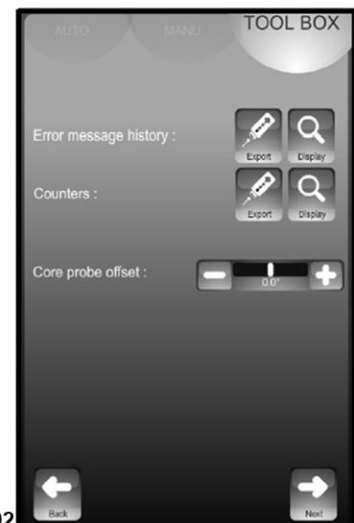 AUTO MANU TOOL BOX
Error message history :
Export Display
Counters :
Export Display
Core probe offset :
0.0°
Back Next
02